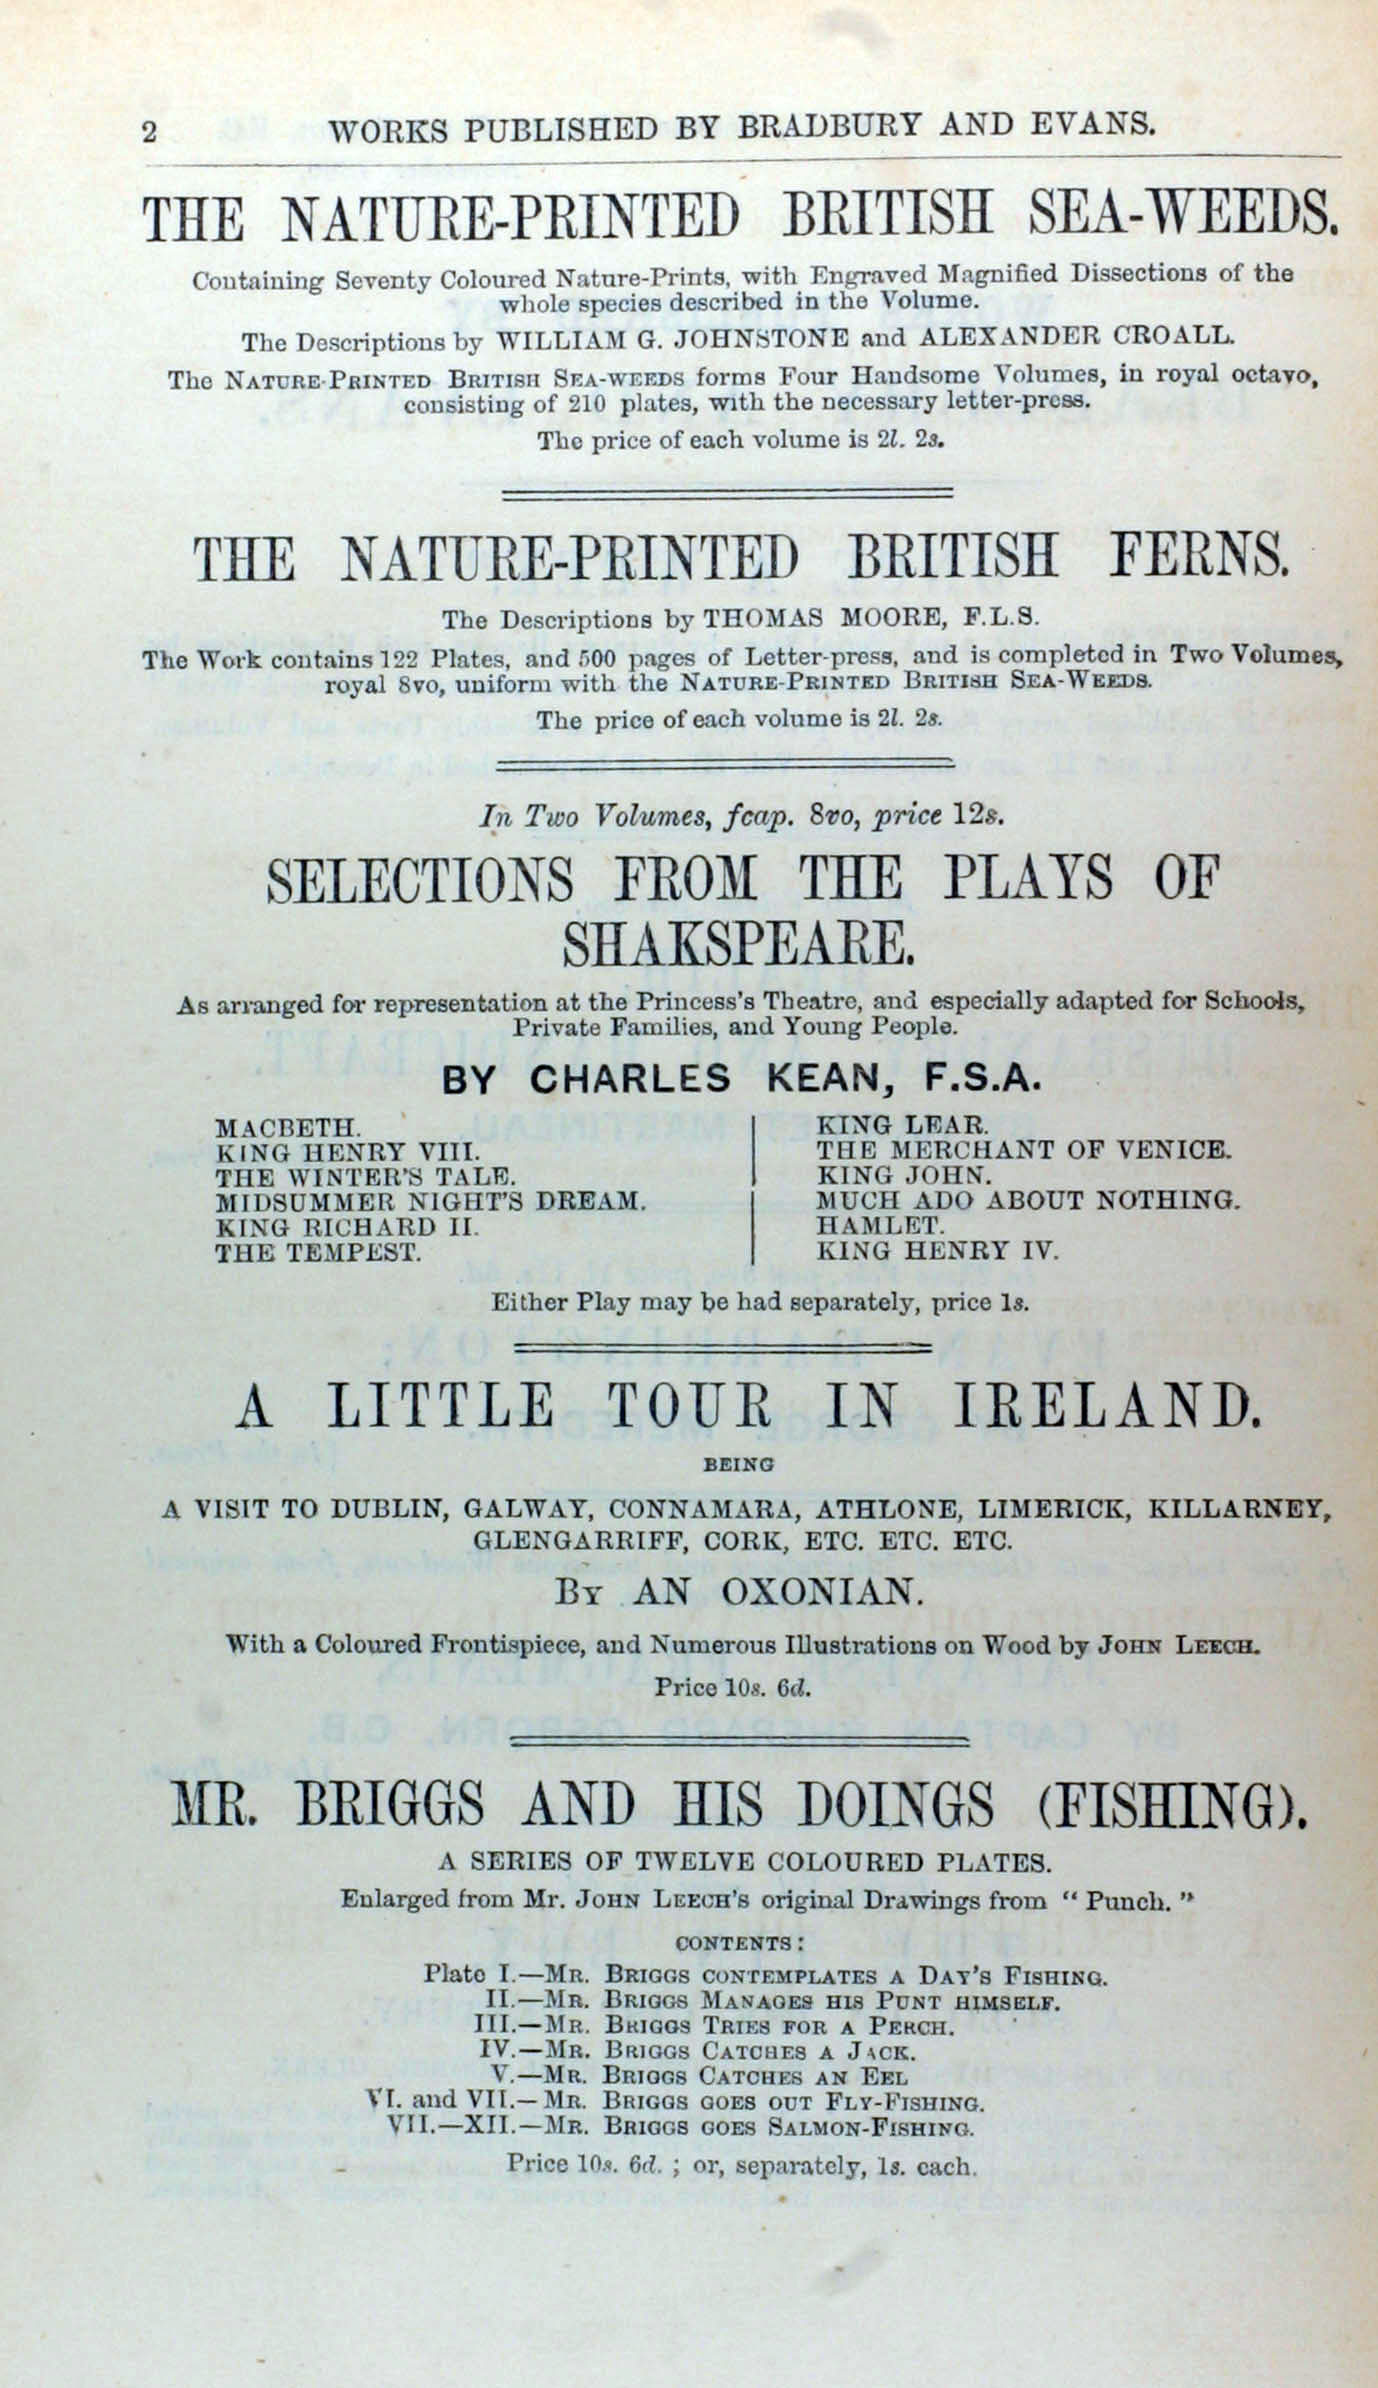 2 WORKS PUBLISHED BY BRADBURY AND EVANS.
THE NATURE-PRINTED BRITISH SEA-WEEDS.
Containing Seventy Coloured Nature-Prints, with Engraved Magnified Dissections of the
whole species described in the Volume.
The Descriptions by WILLIAM G. JOHNSTONE and ALEXANDER CROALL.
The NATURE-PRINTED BRITISH SEA-WEEDS forms Four Handsome Volumes, in royal octavo,
consisting of 210 plates, with the necessary letter-press.
The price of each volume is 2l. 2s.
THE NATURE-PRINTED BRITISH FERNS.
The Descriptions by THOMAS MOORE, F.L.S.
The Work contains 122 Plates, and 500 pages of Letter-press, and is completed in Two Volumes,
royal 8vo, uniform with the NATURE-PRINTED BRITISH SEA-WEEDS.
The price of each volume is 2l. 2s.
In Two Volumes, fcap. 8vo, price 12s.
SELECTIONS FROM THE PLAYS OF
SHAKSPEARE.
As arranged for representation at the Princess's Theatre, and especially adapted for Schools,
Private Families, and Young People.
BY CHARLES KEAN, F.S.A.
MACBETH.
KING HENRY VIII.
THE WINTER'S TALE.
MIDSUMMER NIGHT'S DREAM.
KING RICHARD II.
THE TEMPEST.
KING LEAR.
THE MERCHANT OF VENICE.
KING JOHN.
MUCH ADO ABOUT NOTHING.
HAMLET.
KING HENRY IV.
Either Play may be had separately, price 1s.
A LITTLE TOUR IN IRELAND.
BEING
A VISIT TO DUBLIN, GALWAY, CONNAMARA, ATHLONE, LIMERICK, KILLARNEY,
GLENGARRIFF, CORK, ETC. ETC. ETC.
BY AN OXONIAN.
With a Coloured Frontispiece, and Numerous Illustrations on Wood by JOHN LEECH.
Price 10s. 6d.
MR. BRIGGS AND HIS DOINGS (FISHING).
A SERIES OF TWELVE COLOURED PLATES.
Enlarged from Mr. JOHN LEECH'S original Drawings from "Punch."
CONTENTS:
Plate I.—MR. BRIGGS CONTEMPLATES A DAY'S FISHING.
II.—MR. BRIGGS MANAGES HIS PUNT HIMSELF.
III.—MR. BRIGGS TRIES FOR A PERCH.
IV.—MR. BRIGGS CATCHES A JACK.
V.—MR. BRIGGS CATCHES AN EEL
VI. and VII.—MR. BRIGGS GOES OUT FLY-FISHING.
VII.—XII.—MR. BRIGGS GOES SALMON-FISHING.
Price 10s. 6d.; or, separately, 1s. each.